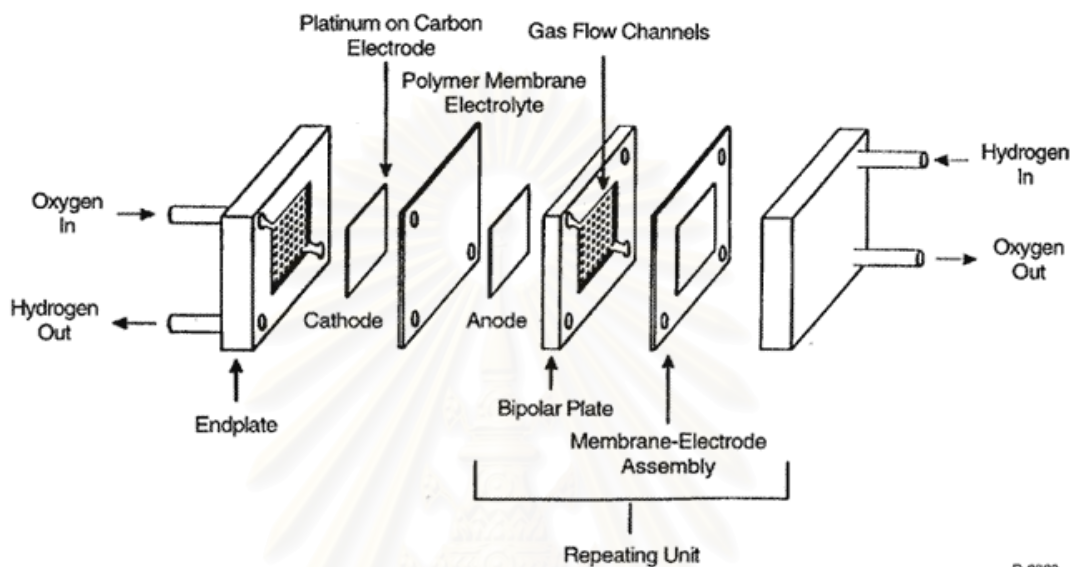 Platinum on Carbon
Electrode
Gas Flow Channels
Polymer Membrane
Electrolyte
Hydrogen
In
Oxygen
In
Oxygen
Out
Hydrogen
Out
Cathode
Anode
Bipolar Plate
Endplate
Membrane-Electrode
Assembly
Repeating Unit